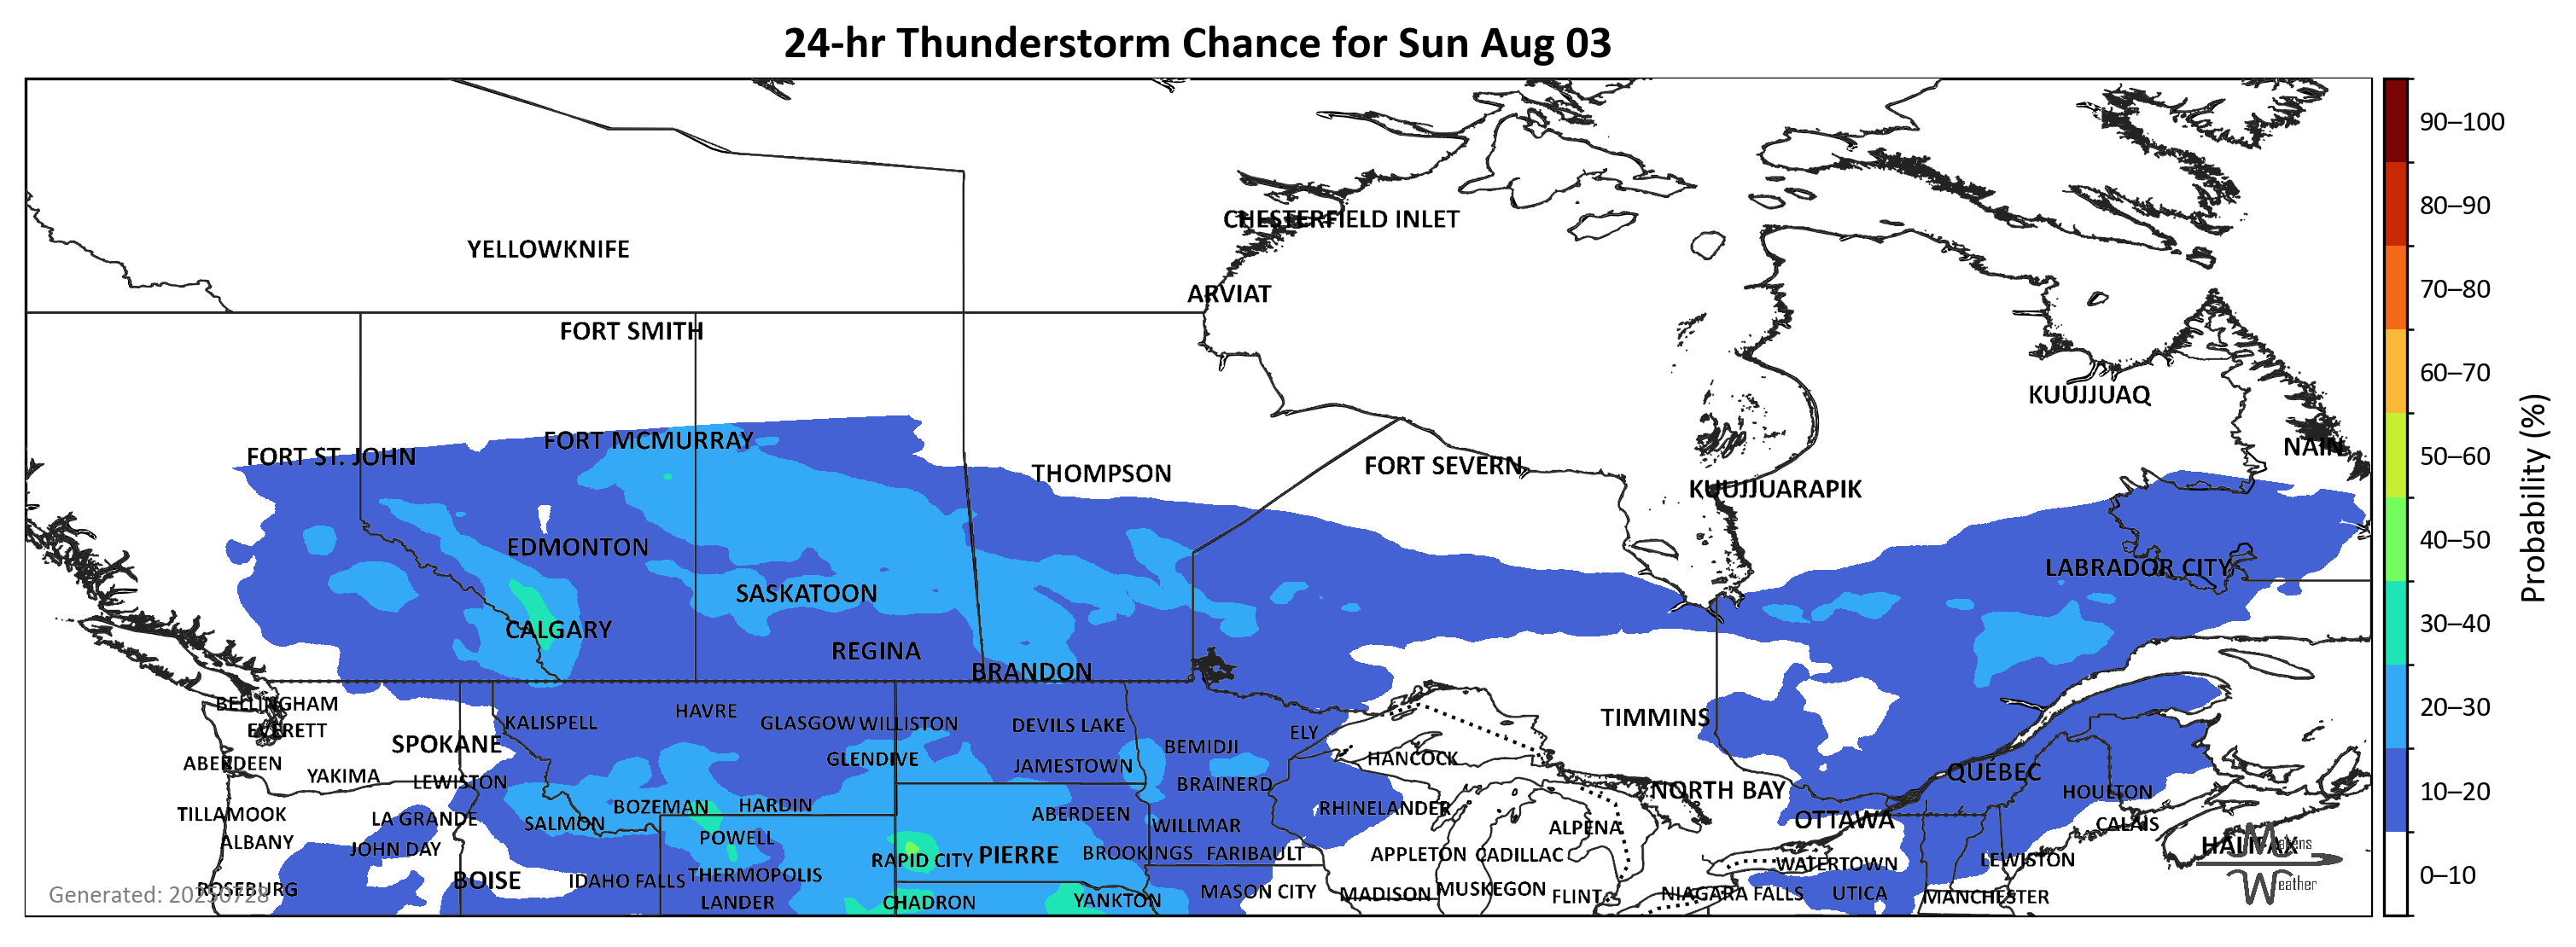 24-hr Thunderstorm Chance for Sun Aug 03
90–100
80–90
CHESTERFIELD INLET
YELLOWKNIFE
70–80
ARVIAT
FORT SMITH
60–70
KUUJJUAQ
FORT MCMURRAY
NAIN
50–60
FORT ST. JOHN
THOMPSON
FORT SEVERN
KUUJJUARAPIK
Probability (%)
40–50
EDMONTON
LABRADOR CITY
SASKATOON
30–40
CALGARY
REGINA
BRANDON
20–30
BELLINGHAM
HAVRE
KALISPELL
GLASGOW
WILLISTON
DEVILS LAKE
TIMMINS
EVERETT
ELY
SPOKANE
BEMIDJI
ABERDEEN
GLENDIVE
JAMESTOWN
HANCOCK
QUÉBEC
YAKIMA
LEWISTON
BRAINERD
NORTH BAY
HOULTON
10–20
TILLAMOOK
LA GRANDE
SALMON
BOZEMAN
HARDIN
ABERDEEN
WILLMAR
RHINELANDER
ALPENA
OTTAWA
CALAIS
ALBANY
JOHN DAY
POWELL
RAPID CITY
PIERRE
BROOKINGS
FARIBAULT
APPLETON
CADILLAC
WATERTOWN
LEWISTON
HALIFAX
Makens
Weather
ROSEBURG
BOISE
IDAHO FALLS
THERMOPOLIS
0–10
Generated: 20250728
LANDER
CHADRON
YANKTON
MASON CITY
MADISON
MUSKEGON
FLINT
NIAGARA FALLS
UTICA
MANCHESTER